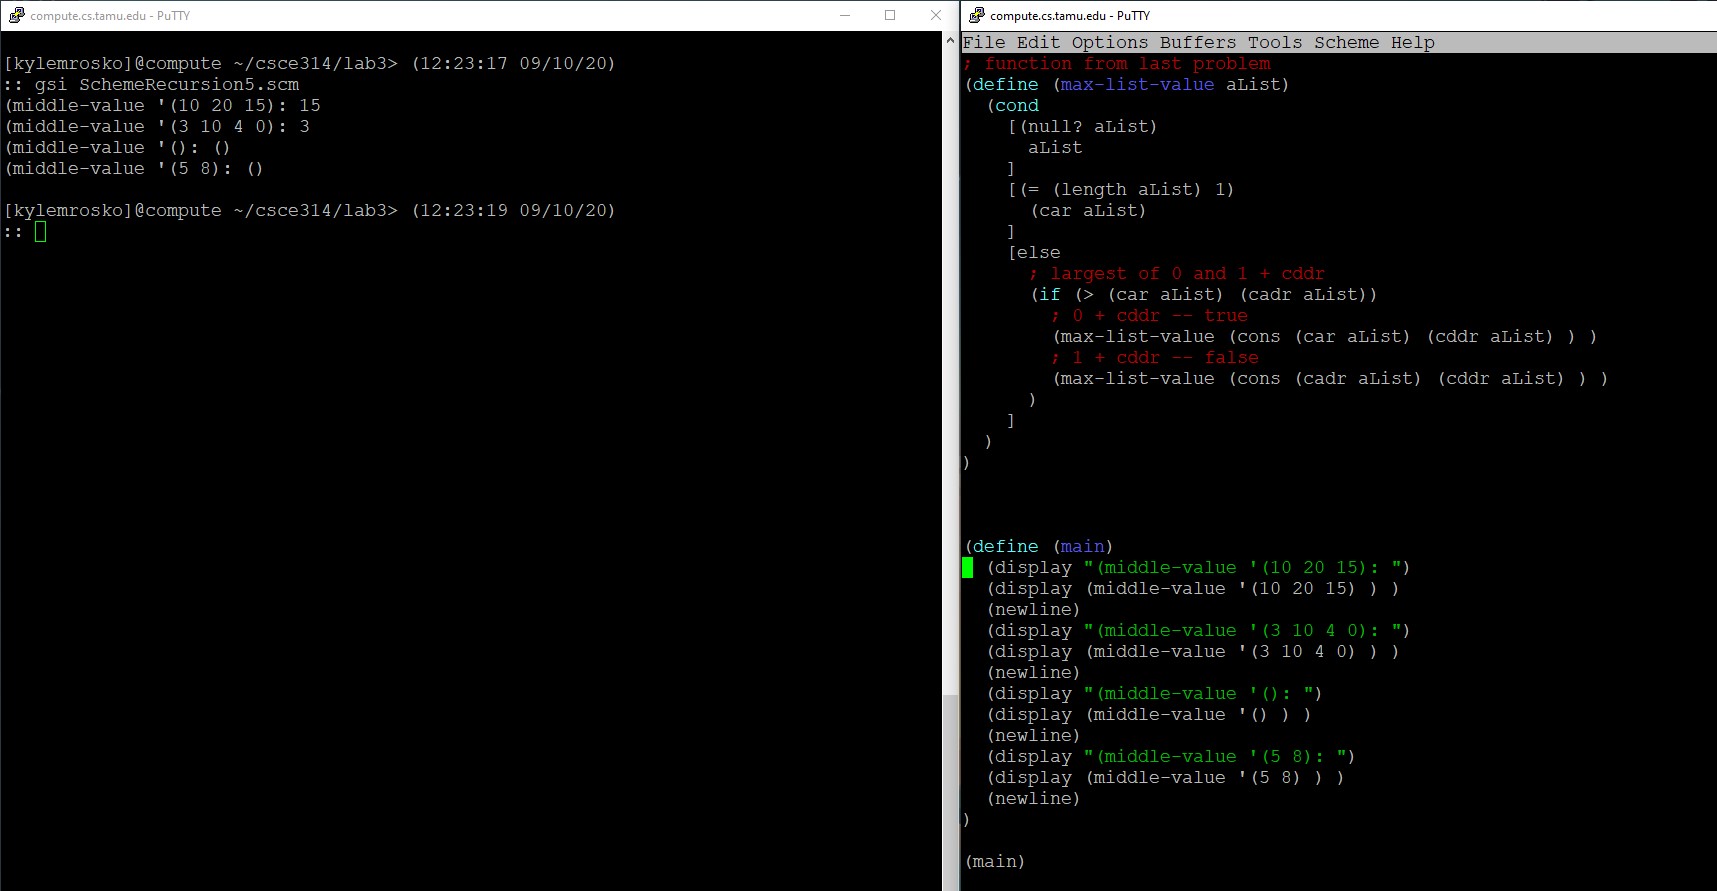 compute.cs.tamu.edu - PuTTY
[kylemrosko]@compute ~/csce314/lab3> (12:23:17 09/10/20)
:: gsi SchemeRecursion5.scm
(middle-value '(10 20 15): 15
(middle-value '(3 10 4 0): 3
(middle-value '(): ()
(middle-value '(5 8): ()
[kylemrosko]@compute ~/csce314/lab3> (12:23:19 09/10/20)
::
compute.cs.tamu.edu - PuTTY
File Edit Options Buffers Tools Scheme Help
; function from last problem
(define (max-list-value aList)
  (cond
    [(null? aList)
      aList
    ]
    [(= (length aList) 1)
      (car aList)
    ]
    [else
      ; largest of 0 and 1 + cddr
      (if (> (car aList) (cadr aList))
        ; 0 + cddr -- true
        (max-list-value (cons (car aList) (cddr aList) ) )
        ; 1 + cddr -- false
        (max-list-value (cons (cadr aList) (cddr aList) ) )
      )
    ]
  )
)
(define (main)
  (display "(middle-value '(10 20 15): ")
  (display (middle-value '(10 20 15) ) )
  (newline)
  (display "(middle-value '(3 10 4 0): ")
  (display (middle-value '(3 10 4 0) ) )
  (newline)
  (display "(middle-value '(): ")
  (display (middle-value '() ) )
  (newline)
  (display "(middle-value '(5 8): ")
  (display (middle-value '(5 8) ) )
  (newline)
)
(main)